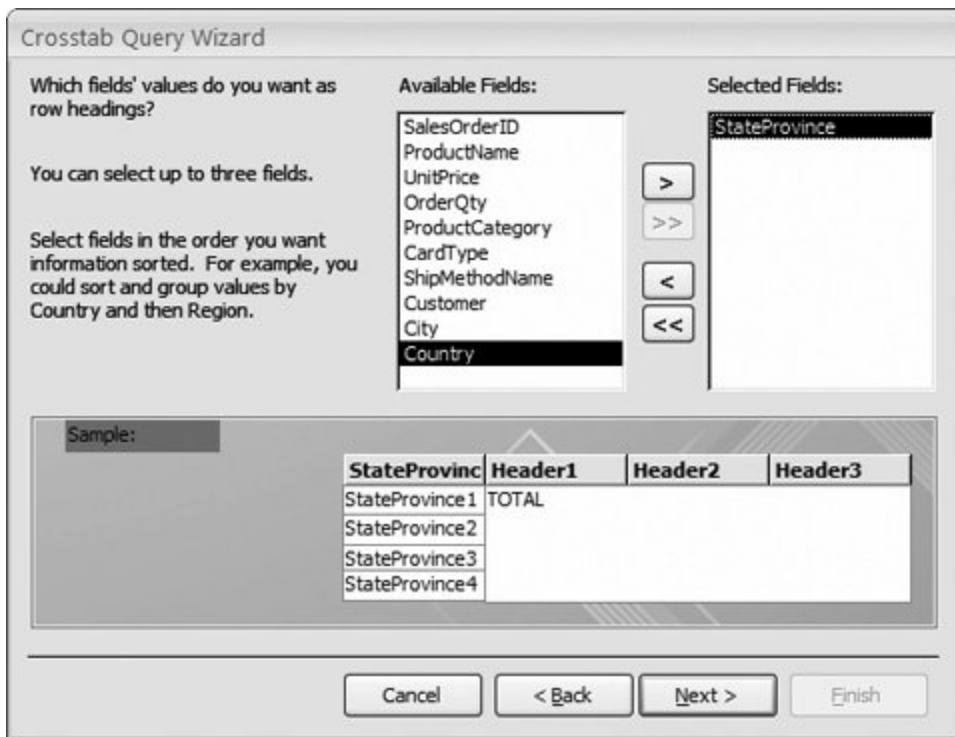 Crosstab Query Wizard
Which fields' values do you want as
row headings?
You can select up to three fields.
Select fields in the order you want
information sorted. For example, you
could sort and group values by
Country and then Region.
Available Fields:
SalesOrderID
ProductName
UnitPrice
OrderQty
ProductCategory
CardType
ShipMethodName
Customer
City
Country
>
>>
<
<<
Selected Fields:
StateProvince
Sample:
StateProvinc Header1 Header2 Header3
StateProvince1 TOTAL
StateProvince2
StateProvince3
StateProvince4
Cancel
< Back
Next >
Finish